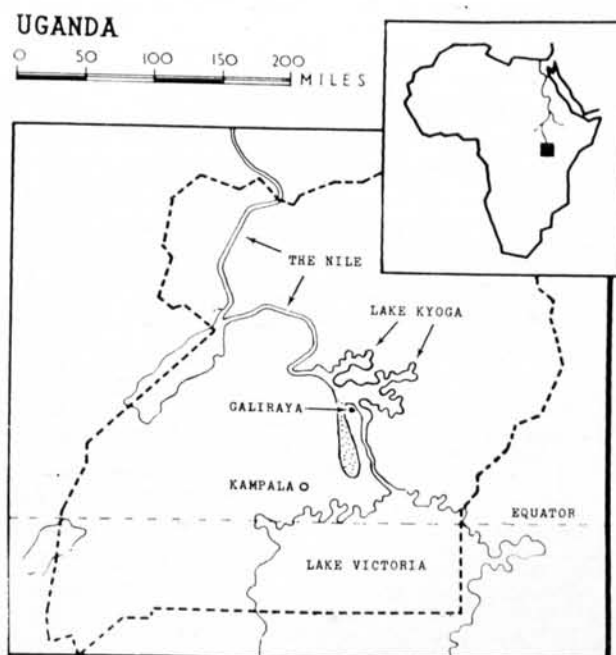 UGANDA
0 50 100 150 200
MILES
THE NILE
LAKE KYOGA
GALIRAYA
KAMPALA
EQUATOR
LAKE VICTORIA